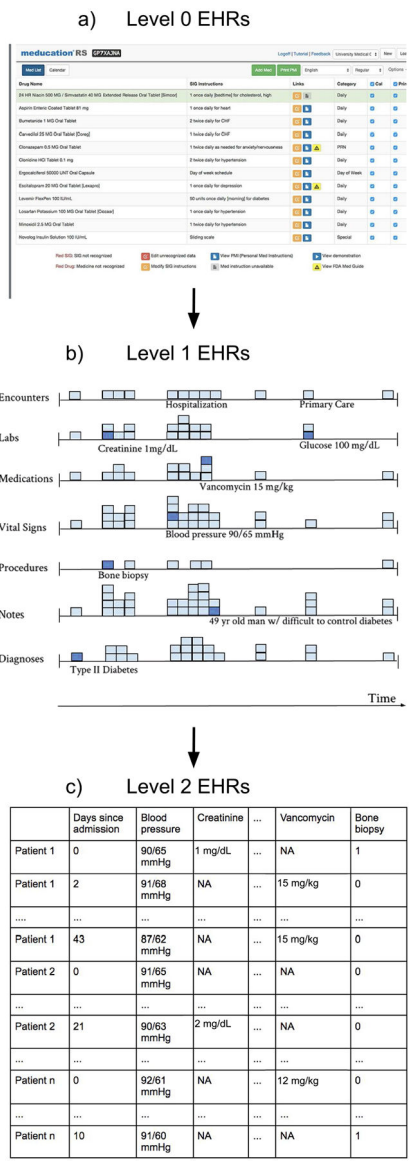 a) Level 0 EHRs
meducation RS GP7XAJNA Logoff | Tutorial | Feedback University Medical C New
Med List Calendar Add Med Print PMI English Regular Options
Drug Name SIG Instructions Links Category Cal
24 HR Niacin 500 MG / Simvastatin 40 MG Extended Release Oral Tablet [Simcor] 1 once daily [bedtime] for cholesterol, high Daily
Aspirin Enteric Coated Tablet 81 mg 1 once daily for heart Daily
Bumetanide 1 MG Oral Tablet 2 twice daily for CHF Daily
Carvedilol 25 MG Oral Tablet [Coreg] 1 twice daily for CHF Daily
Clonazepam 0.5 MG Oral Tablet 1 twice daily as needed for anxiety/nervousness PRN
Clonidine HCl Tablet 0.1 mg 2 twice daily for hypertension Daily
Ergocalciferol 50000 UNT Oral Capsule Day of week schedule Day of Week
Escitalopram 20 MG Oral Tablet [Lexapro] 1 once daily for depression Daily
Levemir FlexPen 100 IU/mL 50 units once daily [morning] for diabetes Daily
Losartan Potassium 100 MG Oral Tablet [Cozaar] 1 once daily for hypertension Daily
Minoxidil 2.5 MG Oral Tablet 1 once daily for hypertension Daily
Novolog Insulin Solution 100 IU/mL Sliding scale Special
Red SIG: SIG not recognized Edit unrecognized data View PMI (Personal Med Instructions) View demonstration
Red Drug: Medicine not recognized Modify SIG instructions Med instruction unavailable View FDA Med Guide
b) Level 1 EHRs
Encounters
Hospitalization Primary Care
Labs
Creatinine 1mg/dL Glucose 100 mg/dL
Medications
Vancomycin 15 mg/kg
Vital Signs
Blood pressure 90/65 mmHg
Procedures
Bone biopsy
Notes
49 yr old man w/ difficult to control diabetes
Diagnoses
Type II Diabetes
Time
c) Level 2 EHRs
Days since Blood Creatinine ... Vancomycin Bone
admission pressure biopsy
Patient 1 0 90/65 1 mg/dL ... NA 1
mmHg
Patient 1 2 91/68 NA ... 15 mg/kg 0
mmHg
.... ... ... ... ... ... ...
Patient 1 43 87/62 NA ... 15 mg/kg 0
mmHg
Patient 2 0 91/65 NA ... NA 0
mmHg
... ... ... ... ... ... ...
Patient 2 21 90/63 2 mg/dL ... NA 0
mmHg
... ... ... ... ... ... ...
Patient n 0 92/61 NA ... 12 mg/kg 0
mmHg
... ... ... ... ... ... ...
Patient n 10 91/60 NA ... NA 1
mmHg